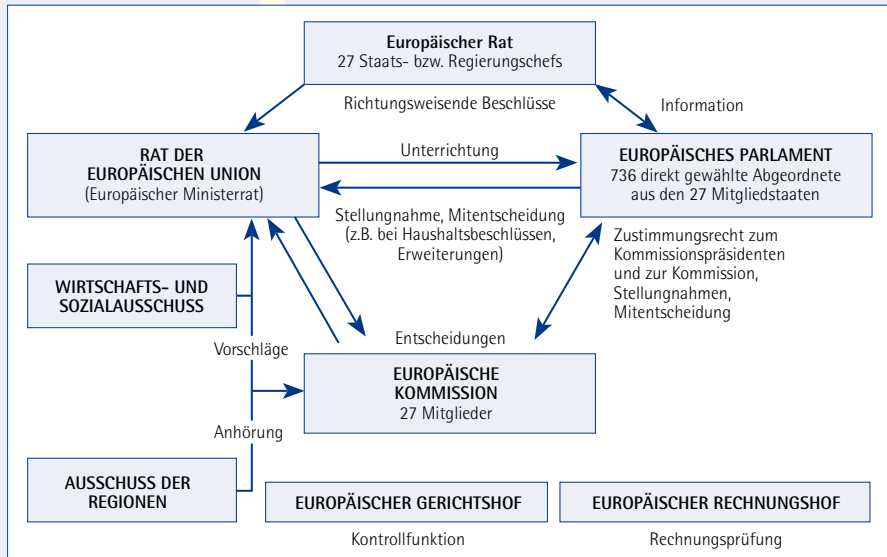 Europäischer Rat
27 Staats- bzw. Regierungschefs
Richtungsweisende Beschlüsse
Information
RAT DER
EUROPÄISCHEN UNION
(Europäischer Ministerrat)
Unterrichtung
EUROPÄISCHES PARLAMENT
736 direkt gewählte Abgeordnete
aus den 27 Mitgliedstaaten
Stellungnahme, Mitentscheidung
(z.B. bei Haushaltsbeschlüssen,
Erweiterungen)
Zustimmungsrecht zum
Kommissionspräsidenten
und zur Kommission,
Stellungnahmen,
Mitentscheidung
WIRTSCHAFTS- UND
SOZIALAUSSCHUSS
Vorschläge
Entscheidungen
EUROPÄISCHE
KOMMISSION
27 Mitglieder
Anhörung
AUSSCHUSS DER
REGIONEN
EUROPÄISCHER GERICHTSHOF
Kontrollfunktion
EUROPÄISCHER RECHNUNGSHOF
Rechnungsprüfung